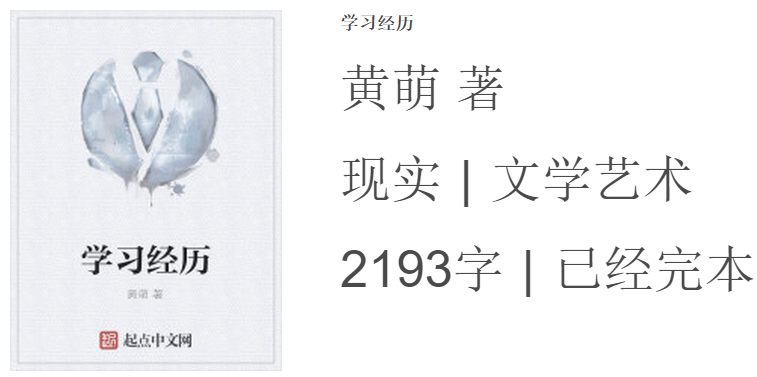 学习经历
黄萌 著
起点中文网
学习经历
黄萌 著
现实 | 文学艺术
2193字 | 已经完本